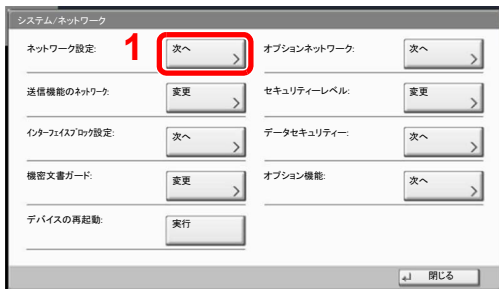 システム/ネットワーク
ネットワーク設定: 1 次へ オプションネットワーク: 次へ
送信機能のネットワーク: 変更 セキュリティーレベル: 変更
インターフェイスブロック設定: 次へ データセキュリティー: 次へ
機密文書ガード: 変更 オプション機能: 次へ
デバイスの再起動: 実行
閉じる